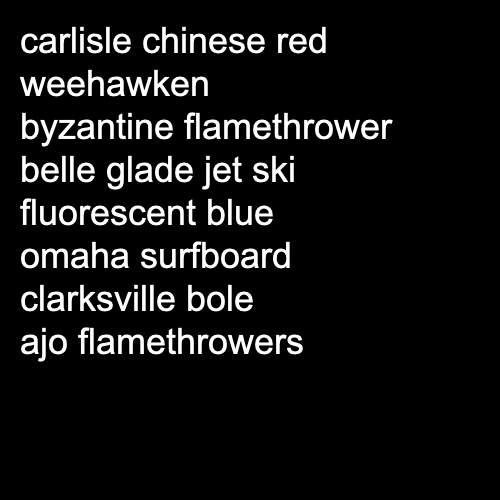 carlisle chinese red
weehawken
byzantine flamethrower
belle glade jet ski
fluorescent blue
omaha surfboard
clarksville bole
ajo flamethrowers